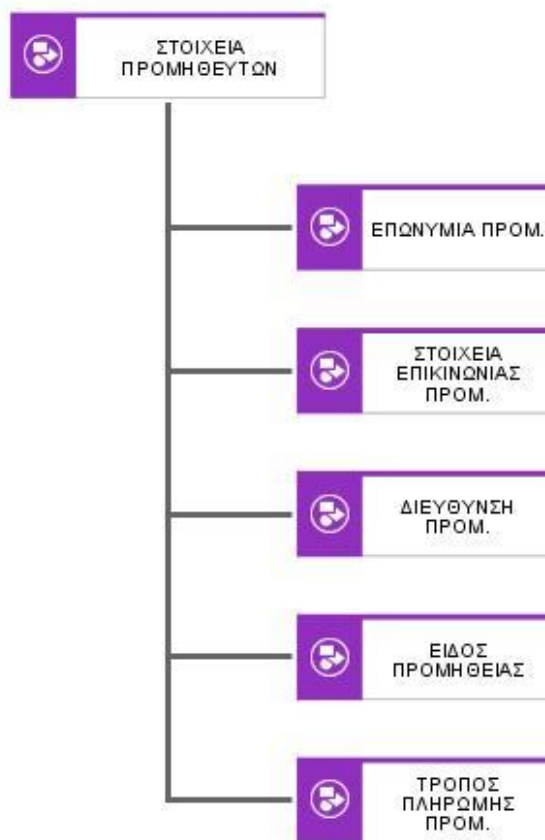 ΣΤΟΙΧΕΙΑ
ΠΡΟΜΗΘΕΥΤΩΝ
ΕΠΩΝΥΜΙΑ ΠΡΟΜ.
ΣΤΟΙΧΕΙΑ
ΕΠΙΚΙΝΩΝΙΑΣ
ΠΡΟΜ.
ΔΙΕΥΘΥΝΣΗ
ΠΡΟΜ.
ΕΙΔΟΣ
ΠΡΟΜΗΘΕΙΑΣ
ΤΡΟΠΟΣ
ΠΛΗΡΩΜΗΣ
ΠΡΟΜ.